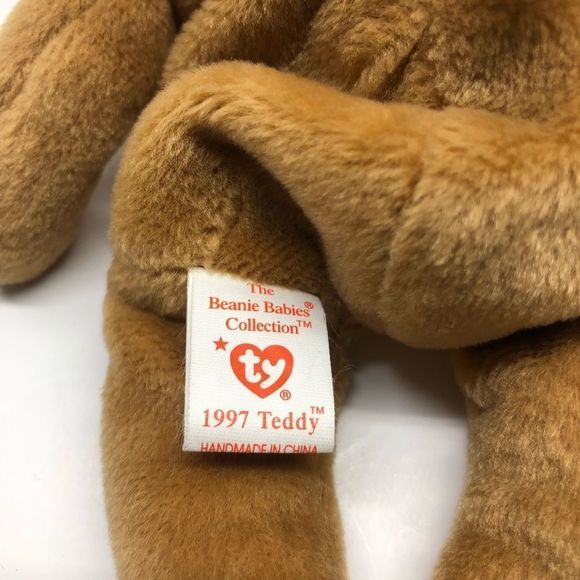 The
Beanie Babies®
Collection™
ty®
1997 Teddy™
HANDMADE IN CHINA